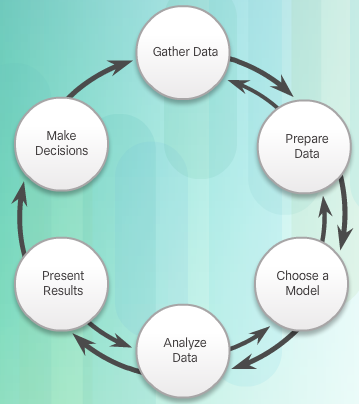 Gather Data
Prepare
Data
Choose a
Model
Analyze
Data
Present
Results
Make
Decisions